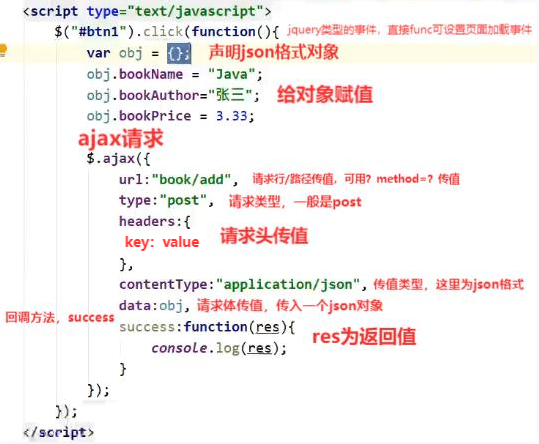 <script type="text/javascript">
$("#btn1").click(function(){ jquery类型的事件，直接func可设置页面加载事件
var obj = {}; 声明json格式对象
obj.bookName = "Java";
obj.bookAuthor="张三"; 给对象赋值
obj.bookPrice = 3.33;
ajax请求
$.ajax({
url:"book/add", 请求行/路径传值，可用？method=？传值
type:"post", 请求类型，一般是post
headers:{
key：value 请求头传值
},
contentType:"application/json", 传值类型，这里为json格式
data:obj, 请求体传值，传入一个json对象
回调方法，success success:function(res){ res为返回值
console.log(res);
}
});
});
</script>